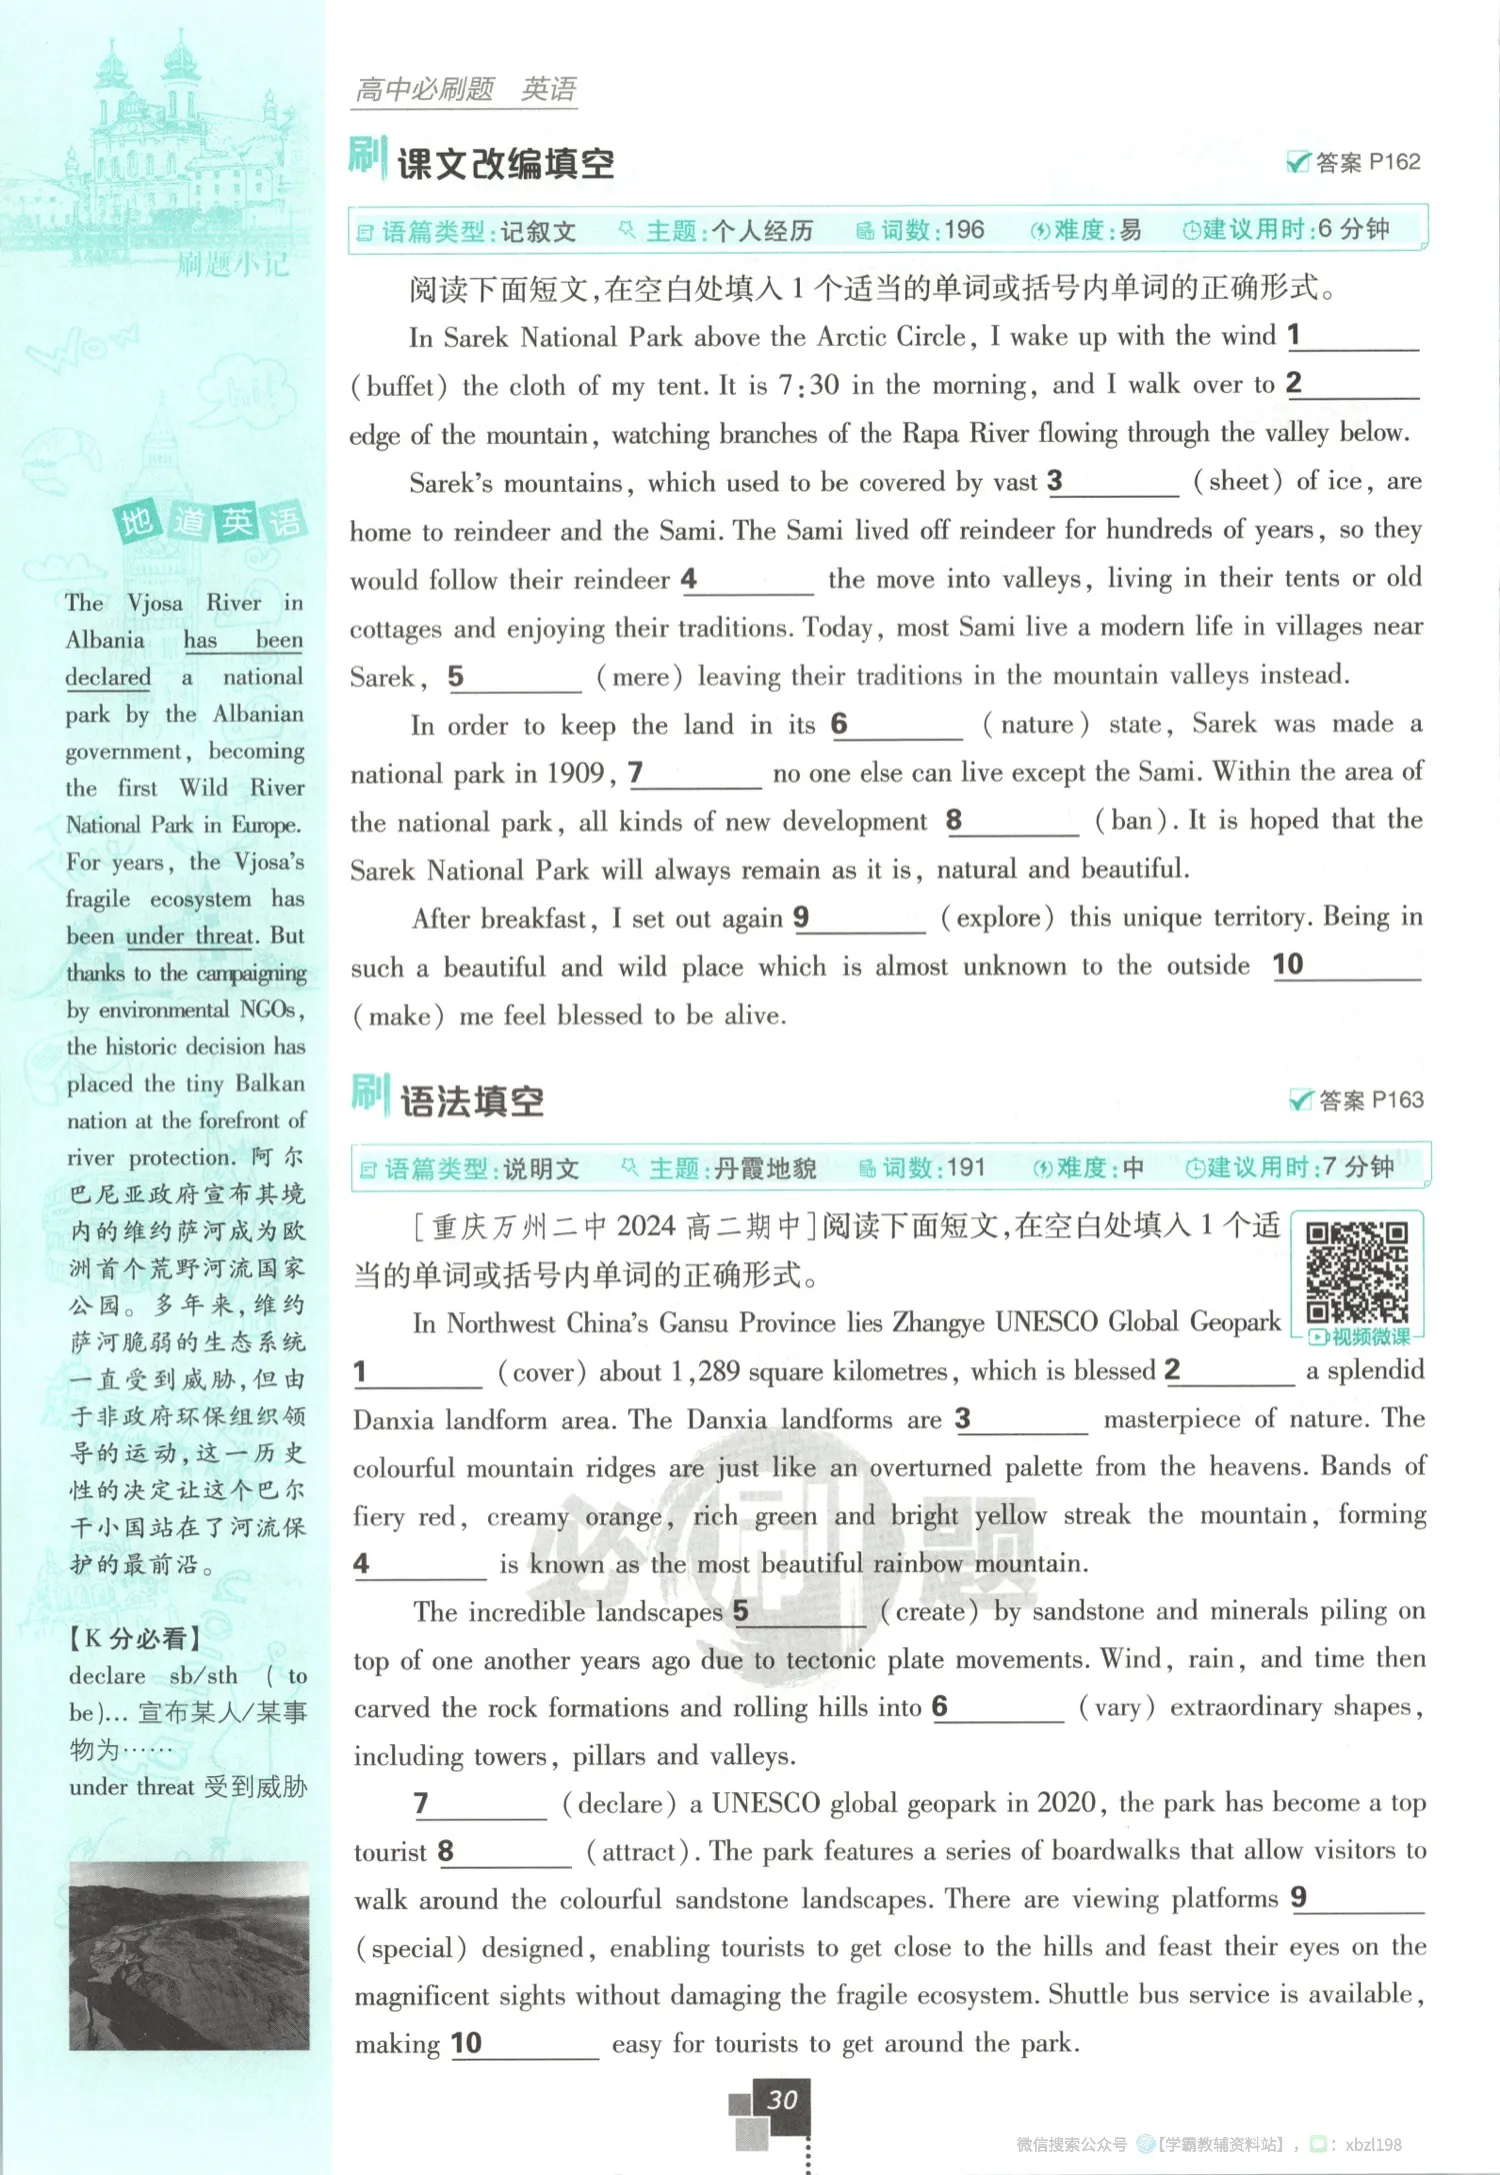 高中必刷题 英语
刷 课文改编填空
答案 P162
语篇类型:记叙文 主题:个人经历 词数:196 难度:易 建议用时:6 分钟
阅读下面短文,在空白处填入 1 个适当的单词或括号内单词的正确形式。
In Sarek National Park above the Arctic Circle, I wake up with the wind 1________
(buffet) the cloth of my tent. It is 7:30 in the morning, and I walk over to 2________
edge of the mountain, watching branches of the Rapa River flowing through the valley below.
Sarek's mountains, which used to be covered by vast 3________ (sheet) of ice, are
home to reindeer and the Sami. The Sami lived off reindeer for hundreds of years, so they
would follow their reindeer 4________ the move into valleys, living in their tents or old
cottages and enjoying their traditions. Today, most Sami live a modern life in villages near
Sarek, 5________ (mere) leaving their traditions in the mountain valleys instead.
In order to keep the land in its 6________ (nature) state, Sarek was made a
national park in 1909, 7________ no one else can live except the Sami. Within the area of
the national park, all kinds of new development 8________ (ban). It is hoped that the
Sarek National Park will always remain as it is, natural and beautiful.
After breakfast, I set out again 9________ (explore) this unique territory. Being in
such a beautiful and wild place which is almost unknown to the outside 10________
(make) me feel blessed to be alive.
刷 语法填空
答案 P163
语篇类型:说明文 主题:丹霞地貌 词数:191 难度:中 建议用时:7 分钟
[重庆万州二中 2024 高二期中]阅读下面短文,在空白处填入 1 个适
当的单词或括号内单词的正确形式。
视频微课
In Northwest China's Gansu Province lies Zhangye UNESCO Global Geopark
1________ (cover) about 1,289 square kilometres, which is blessed 2________ a splendid
Danxia landform area. The Danxia landforms are 3________ masterpiece of nature. The
colourful mountain ridges are just like an overturned palette from the heavens. Bands of
fiery red, creamy orange, rich green and bright yellow streak the mountain, forming
4________ is known as the most beautiful rainbow mountain.
The incredible landscapes 5________ (create) by sandstone and minerals piling on
top of one another years ago due to tectonic plate movements. Wind, rain, and time then
carved the rock formations and rolling hills into 6________ (vary) extraordinary shapes,
including towers, pillars and valleys.
7________ (declare) a UNESCO global geopark in 2020, the park has become a top
tourist 8________ (attract). The park features a series of boardwalks that allow visitors to
walk around the colourful sandstone landscapes. There are viewing platforms 9________
(special) designed, enabling tourists to get close to the hills and feast their eyes on the
magnificent sights without damaging the fragile ecosystem. Shuttle bus service is available,
making 10________ easy for tourists to get around the park.
必刷题
刷题小记
Wow
hi!
地道英语
The Vjosa River in
Albania has been
declared a national
park by the Albanian
government, becoming
the first Wild River
National Park in Europe.
For years, the Vjosa's
fragile ecosystem has
been under threat. But
thanks to the campaigning
by environmental NGOs,
the historic decision has
placed the tiny Balkan
nation at the forefront of
river protection. 阿尔
巴尼亚政府宣布其境
内的维约萨河成为欧
洲首个荒野河流国家
公园。多年来,维约
萨河脆弱的生态系统
一直受到威胁,但由
于非政府环保组织领
导的运动,这一历史
性的决定让这个巴尔
干小国站在了河流保
护的最前沿。
【K 分必看】
declare sb/sth (to
be)... 宣布某人/某事
物为……
under threat 受到威胁
30
微信搜索公众号【学霸教辅资料站】,: xbzl198